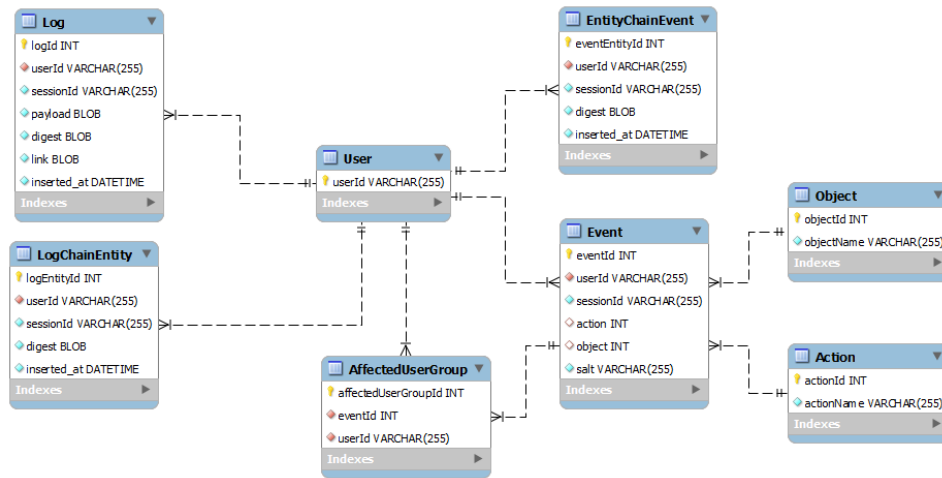 Log
logId INT
userId VARCHAR(255)
sessionId VARCHAR(255)
payload BLOB
digest BLOB
link BLOB
inserted_at DATETIME
Indexes
EntityChainEvent
eventEntityId INT
userId VARCHAR(255)
sessionId VARCHAR(255)
digest BLOB
inserted_at DATETIME
Indexes
User
userId VARCHAR(255)
Indexes
Object
objectId INT
objectName VARCHAR(255)
Indexes
LogChainEntity
logEntityId INT
userId VARCHAR(255)
sessionId VARCHAR(255)
digest BLOB
inserted_at DATETIME
Indexes
Event
eventId INT
userId VARCHAR(255)
sessionId VARCHAR(255)
action INT
object INT
salt VARCHAR(255)
Indexes
AffectedUserGroup
affectedUserGroupId INT
eventId INT
userId VARCHAR(255)
Indexes
Action
actionId INT
actionName VARCHAR(255)
Indexes